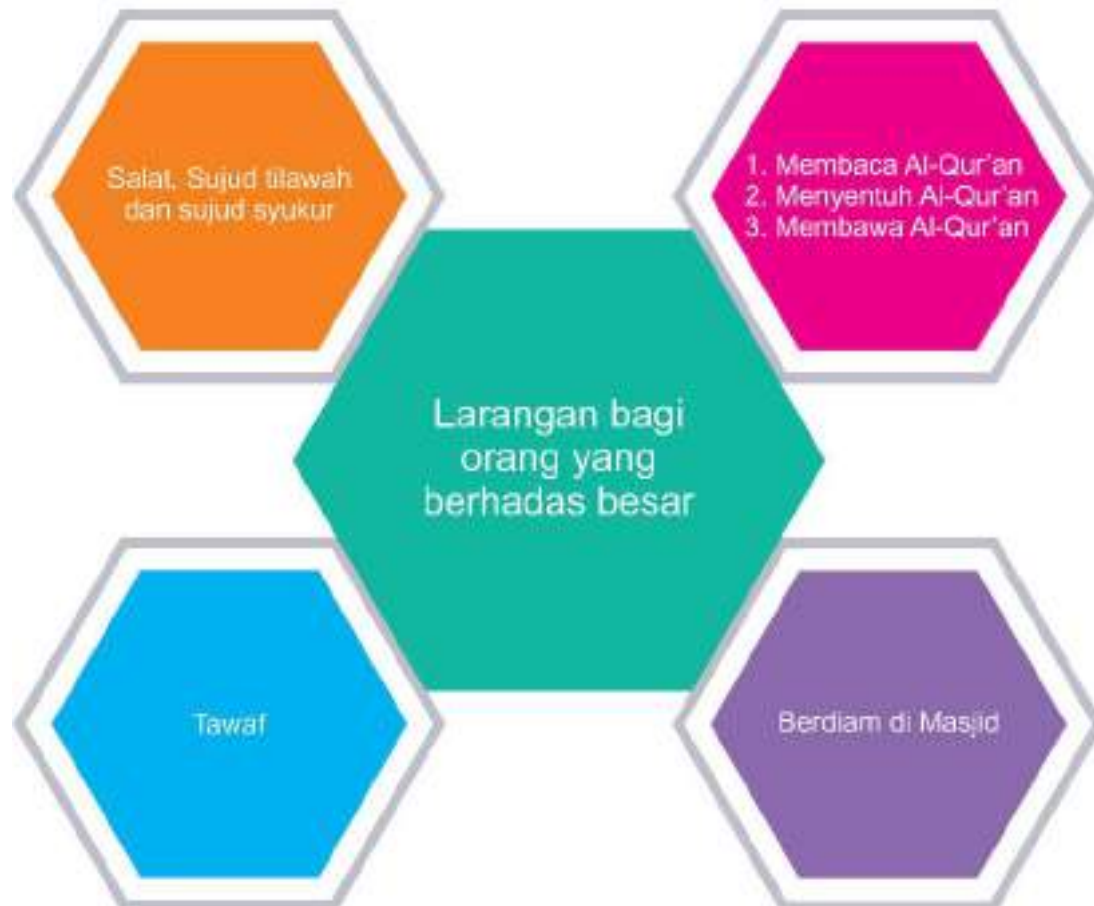 Salat, Sujud tilawah
dan sujud syukur
1. Membaca Al-Qur'an
2. Menyentuh Al-Qur'an
3. Membawa Al-Qur'an
Larangan bagi
orang yang
berhadas besar
Tawaf
Berdiam di Masjid